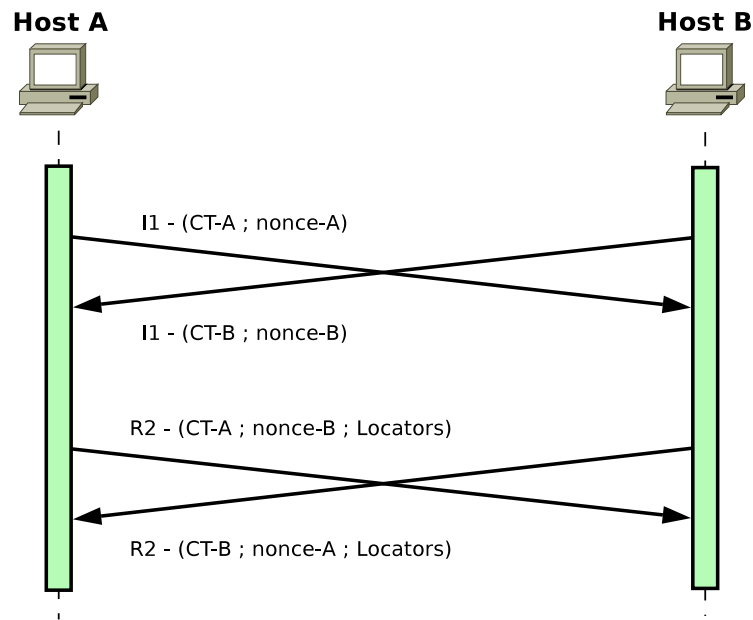 Host A
Host B
I1 - (CT-A ; nonce-A)
I1 - (CT-B ; nonce-B)
R2 - (CT-A ; nonce-B ; Locators)
R2 - (CT-B ; nonce-A ; Locators)